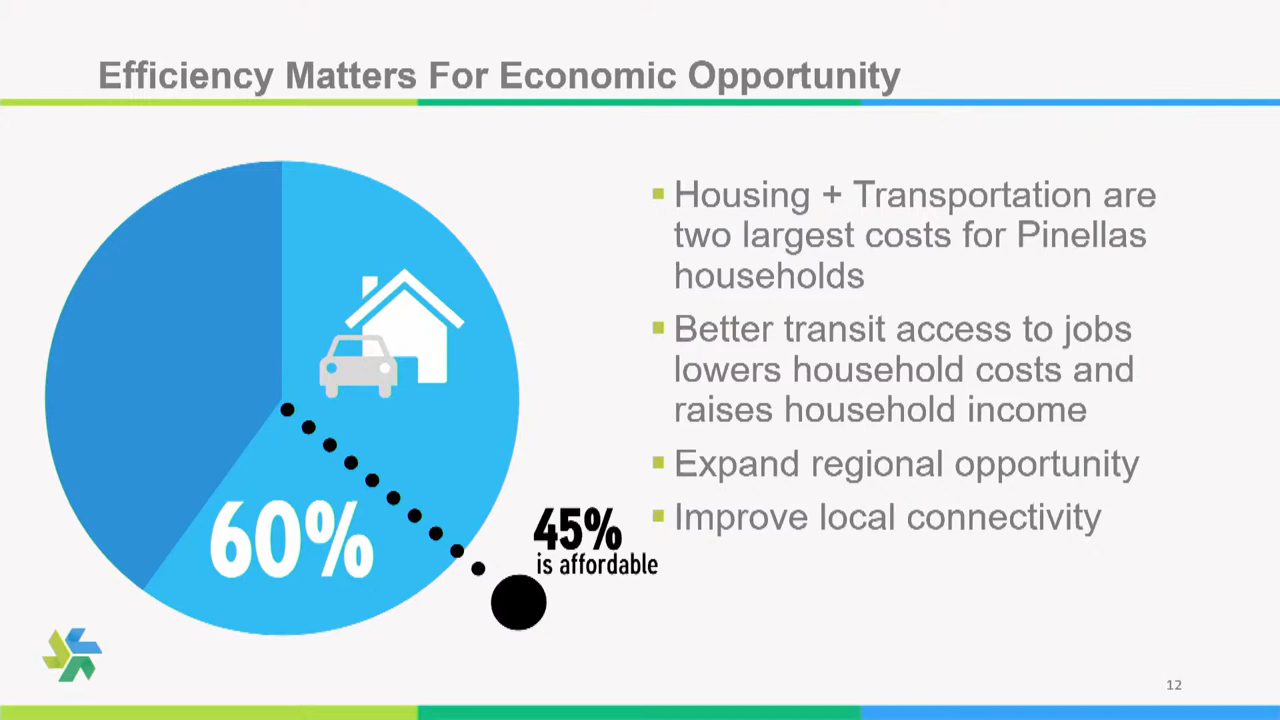 Efficiency Matters For Economic Opportunity
Housing + Transportation are
two largest costs for Pinellas
households
Better transit access to jobs
lowers household costs and
raises household income
Expand regional opportunity
Improve local connectivity
60%
45%
is affordable
12